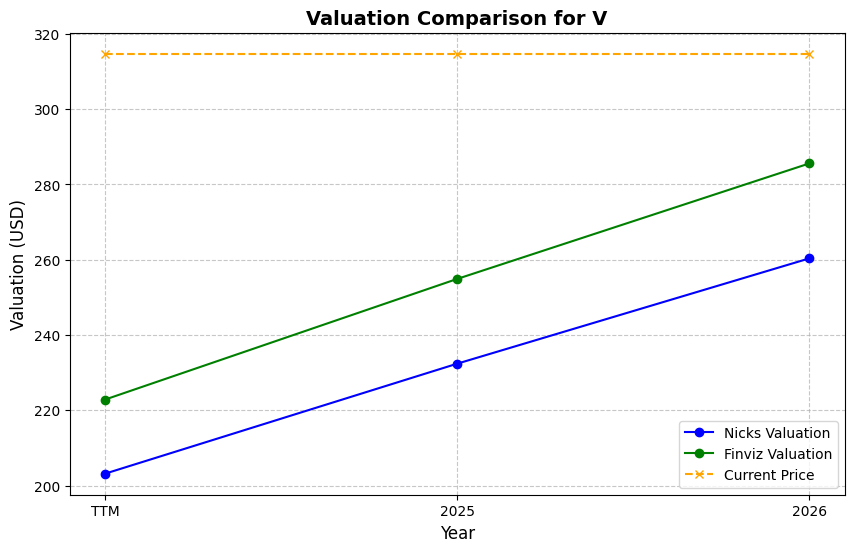 Valuation Comparison for V
Valuation (USD)
320
300
280
260
240
220
200
TTM
2025
2026
Year
Nicks Valuation
Finviz Valuation
Current Price